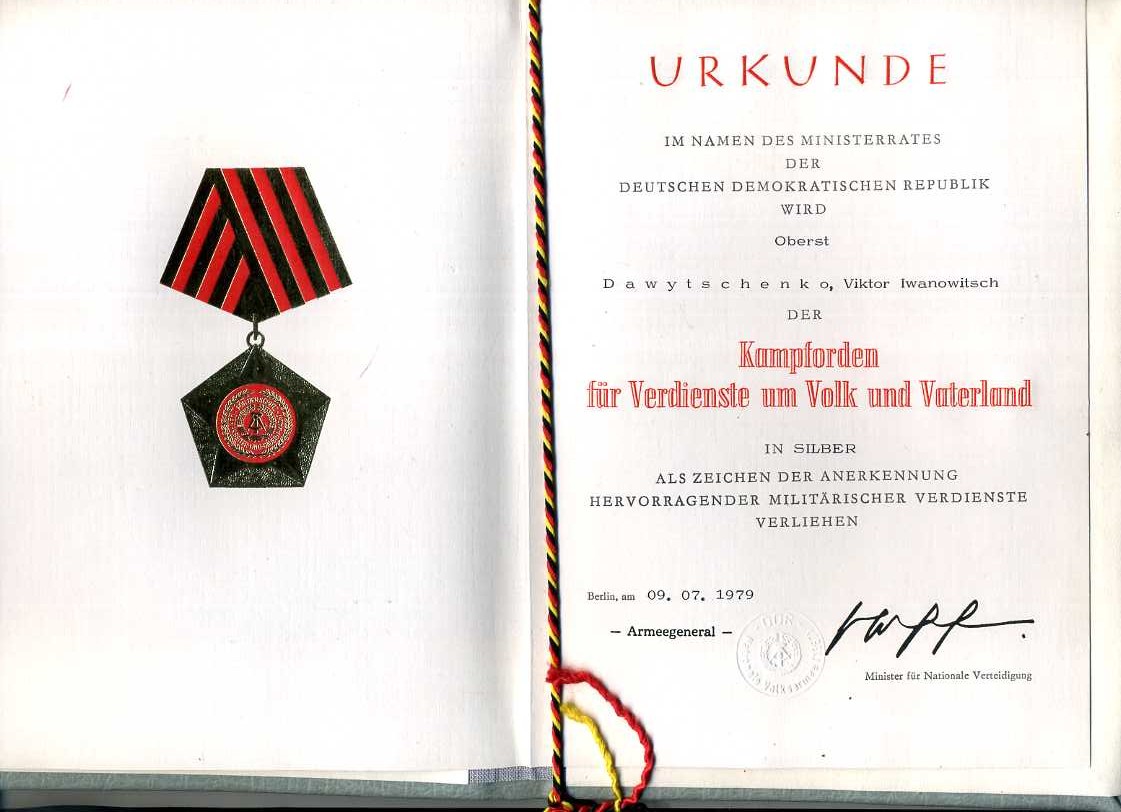 URKUNDE
IM NAMEN DES MINISTERRATES
DER
DEUTSCHEN DEMOKRATISCHEN REPUBLIK
WIRD
Oberst
Dawytschenko, Viktor Iwanowitsch
DER
Kampforden
für Verdienste um Volk und Vaterland
IN SILBER
ALS ZEICHEN DER ANERKENNUNG
HERVORRAGENDER MILITÄRISCHER VERDIENSTE
VERLIEHEN
Berlin, am 09. 07. 1979
— Armeegeneral —
DDR
Minister für Nationale Verteidigung